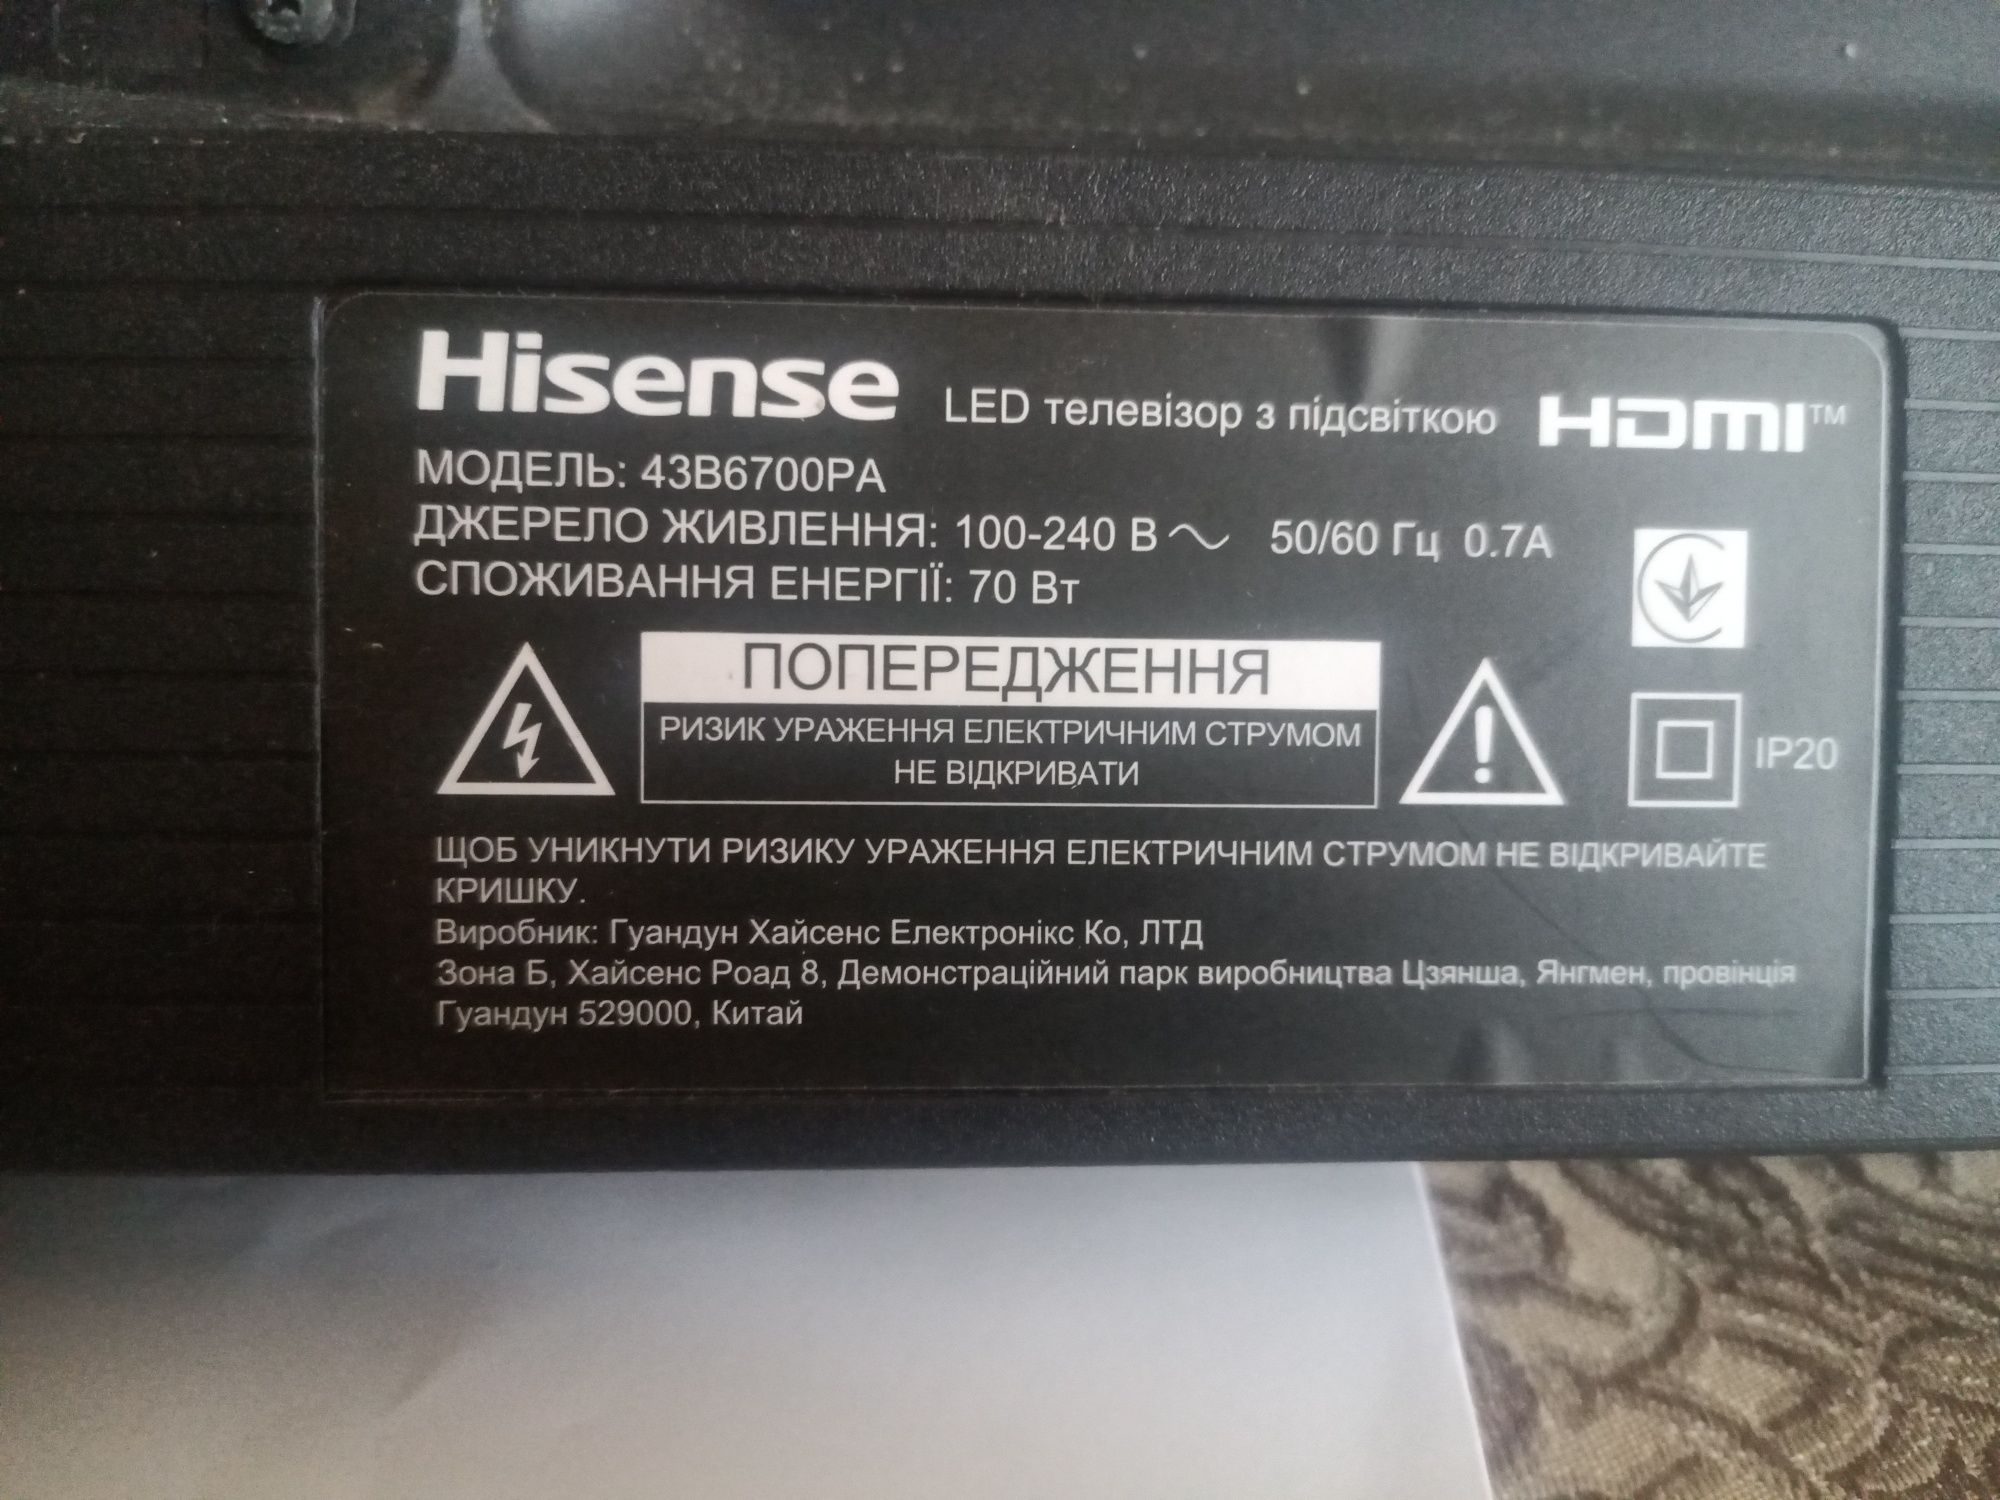 Hisense LED телевізор з підсвіткою HDMI™
МОДЕЛЬ: 43B6700PA
ДЖЕРЕЛО ЖИВЛЕННЯ: 100-240 В ~ 50/60 Гц 0.7А
СПОЖИВАННЯ ЕНЕРГІЇ: 70 Вт
ПОПЕРЕДЖЕННЯ
РИЗИК УРАЖЕННЯ ЕЛЕКТРИЧНИМ СТРУМОМ
НЕ ВІДКРИВАТИ
IP20
ЩОБ УНИКНУТИ РИЗИКУ УРАЖЕННЯ ЕЛЕКТРИЧНИМ СТРУМОМ НЕ ВІДКРИВАЙТЕ
КРИШКУ.
Виробник: Гуандун Хайсенс Електронікс Ко, ЛТД
Зона Б, Хайсенс Роад 8, Демонстраційний парк виробництва Цзянша, Янгмен, провінція
Гуандун 529000, Китай